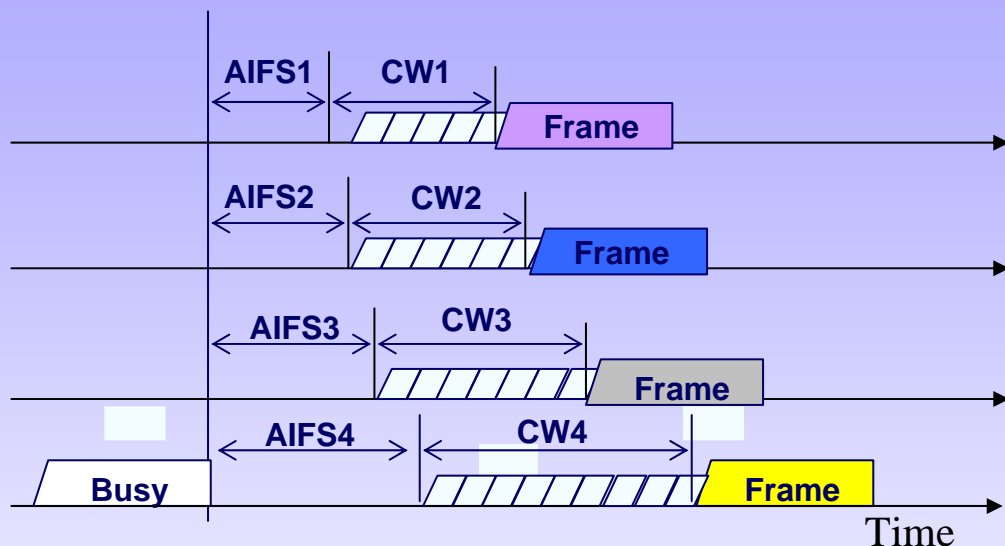 AIFS1 CW1
Frame
AIFS2 CW2
Frame
AIFS3 CW3
Frame
AIFS4 CW4
Busy Frame
Time